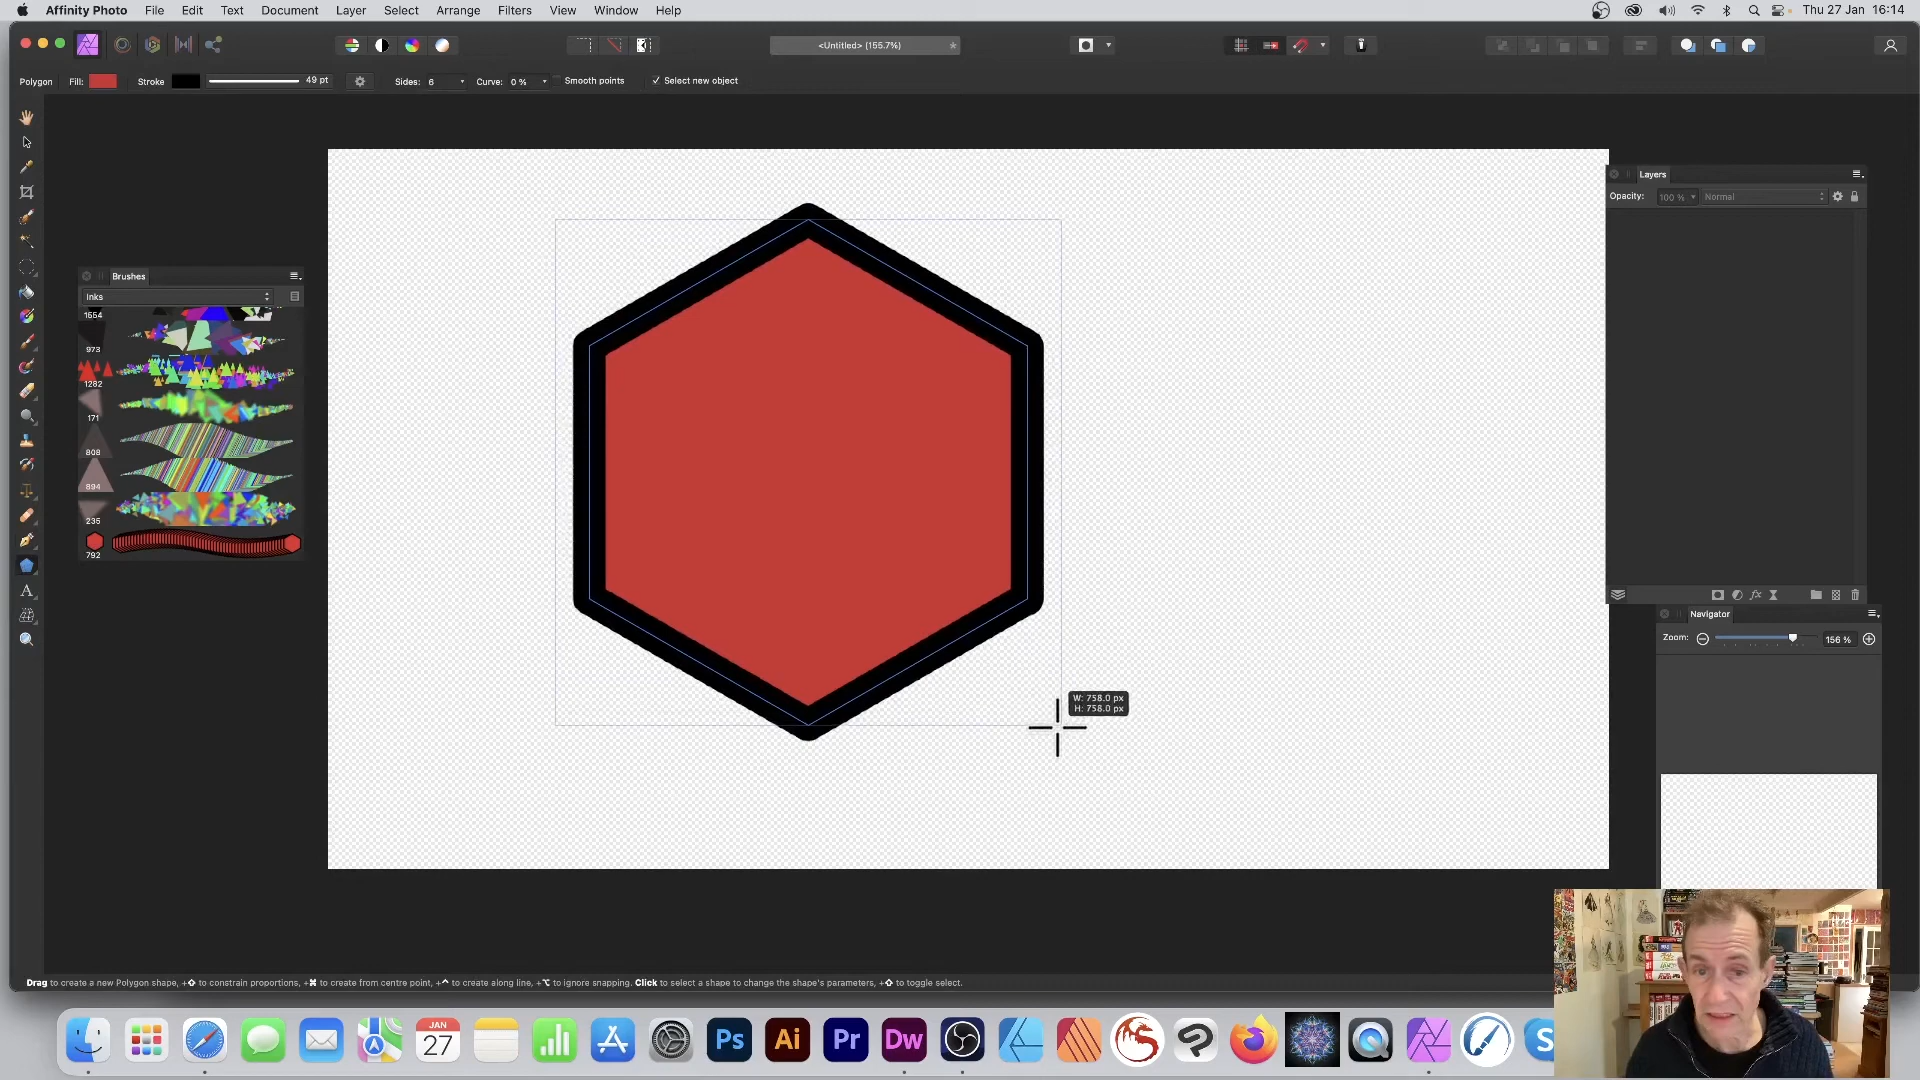 Affinity Photo File Edit Text Document Layer Select Arrange Filters View Window Help
Thu 27 Jan 16:14
<Untitled> (155.7%)
Polygon Fill: Stroke 49 pt Sides: 6 Curve: 0 % Smooth points Select new object
Layers
Opacity: 100 % Normal
Brushes
Inks
1554
973
1282
171
808
894
235
792
A
fx
Navigator
Zoom: 156 %
W: 758.0 px
H: 758.0 px
Drag to create a new Polygon shape, +⇧ to constrain proportions, +⌘ to create from centre point, +⌃ to create along line, +⌥ to ignore snapping. Click to select a shape to change the shape's parameters, +⇧ to toggle select.
JAN
27
Ps
Ai
Pr
Dw
S